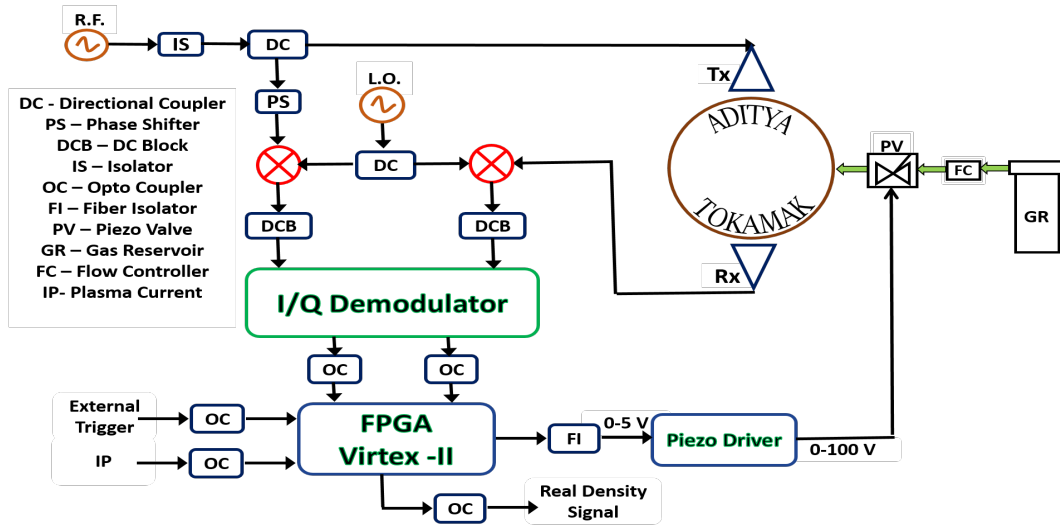 R.F.
IS
DC
Tx
L.O.
PS
DC - Directional Coupler
PS – Phase Shifter
DCB – DC Block
IS – Isolator
OC – Opto Coupler
FI – Fiber Isolator
PV – Piezo Valve
GR – Gas Reservoir
FC – Flow Controller
IP- Plasma Current
DC
ADITYA
TOKAMAK
PV
FC
GR
DCB
DCB
Rx
I/Q Demodulator
OC
OC
External
Trigger
OC
IP
OC
FPGA
Virtex -II
FI
0-5 V
Piezo Driver
0-100 V
OC
Real Density
Signal